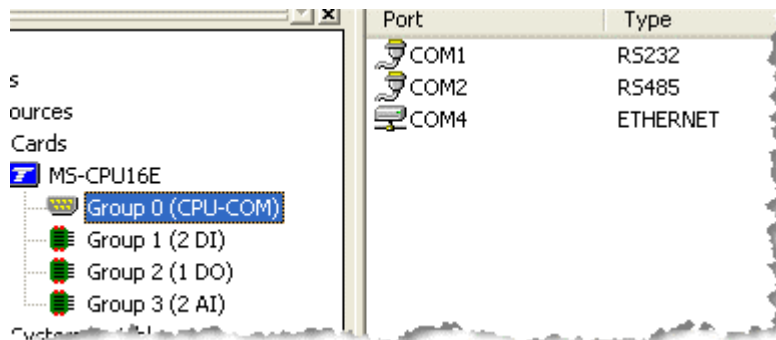 Port Type
COM1 RS232
s
COM2 RS485
ources
COM4 ETHERNET
Cards
MS-CPU16E
Group 0 (CPU-COM)
Group 1 (2 DI)
Group 2 (1 DO)
Group 3 (2 AI)